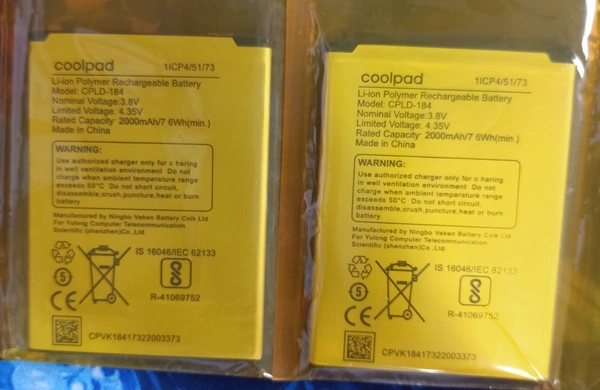 coolpad 1ICP4/51/73
Li-ion Polymer Rechargeable Battery
Model: CPLD-184
Nominal Voltage:3.8V
Limited Voltage: 4.35V
Rated Capacity: 2000mAh/7.6Wh(min.)
Made in China
WARNING:
Use authorized charger only for c haring
in well ventilation environment Do not
charge when ambient temperature range
exceeds 50°C Do not short circuit,
disassemble,crush,puncture,heat or burn
battery
Manufactured by Ningbo Veken Battery Co., Ltd.
For Yulong Computer Telecommunication
Scientific (shenzhen)Co .,Ltd.
IS 16046/IEC 62133
5
R-41069752
CE
CPVK18417322003373
coolpad 1ICP4/51/73
Li-ion Polymer Rechargeable Battery
Model: CPLD-184
Nominal Voltage:3.8V
Limited Voltage: 4.35V
Rated Capacity: 2000mAh/7.6Wh(min.)
Made in China
WARNING:
Use authorized charger only for c haring
in well ventilation environment Do not
charge when ambient temperature range
exceeds 50°C Do not short circuit,
disassemble,crush,puncture,heat or burn
battery
Manufactured by Ningbo Veken Battery Co., Ltd.
For Yulong Computer Telecommunication
Scientific (shenzhen)Co .,Ltd.
IS 16046/IEC 62133
5
R-41069752
CE
CPVK18417322003373